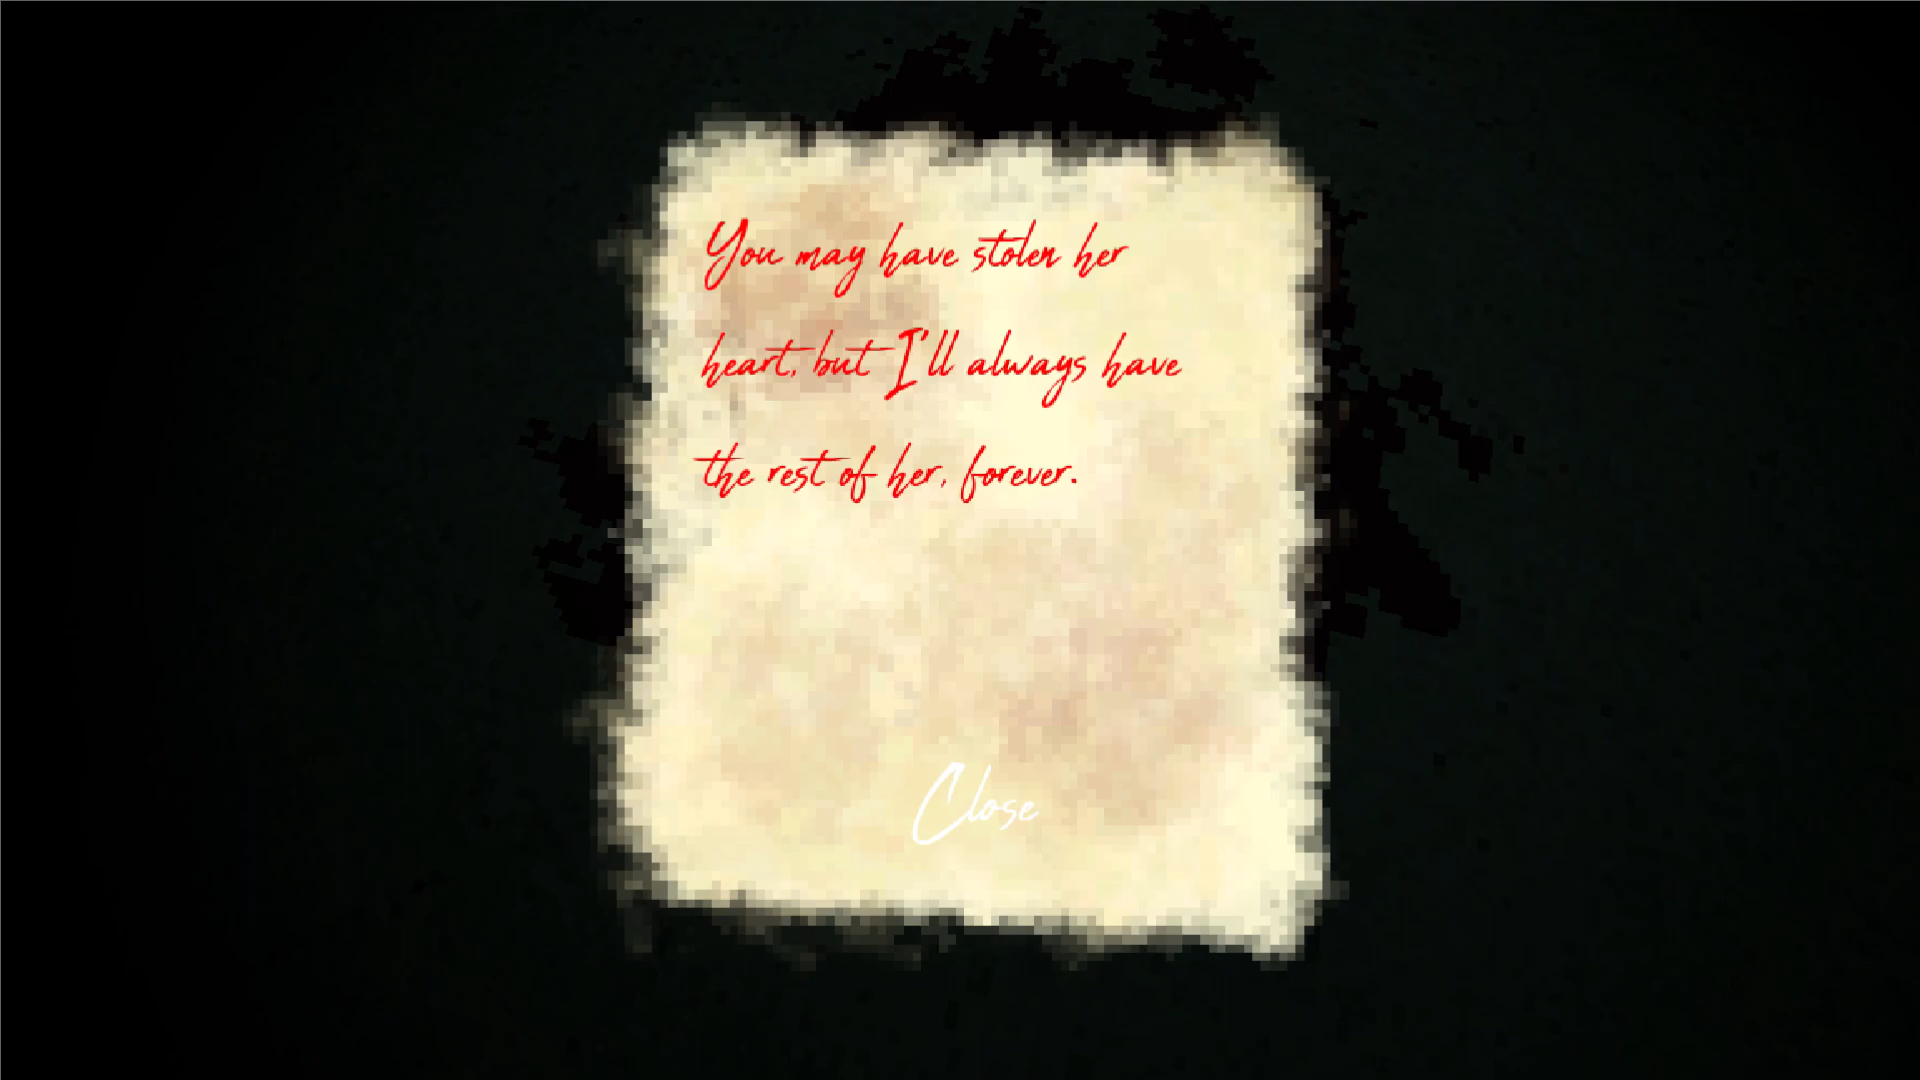 You may have stolen her
heart, but I'll always have
the rest of her, forever.
Close